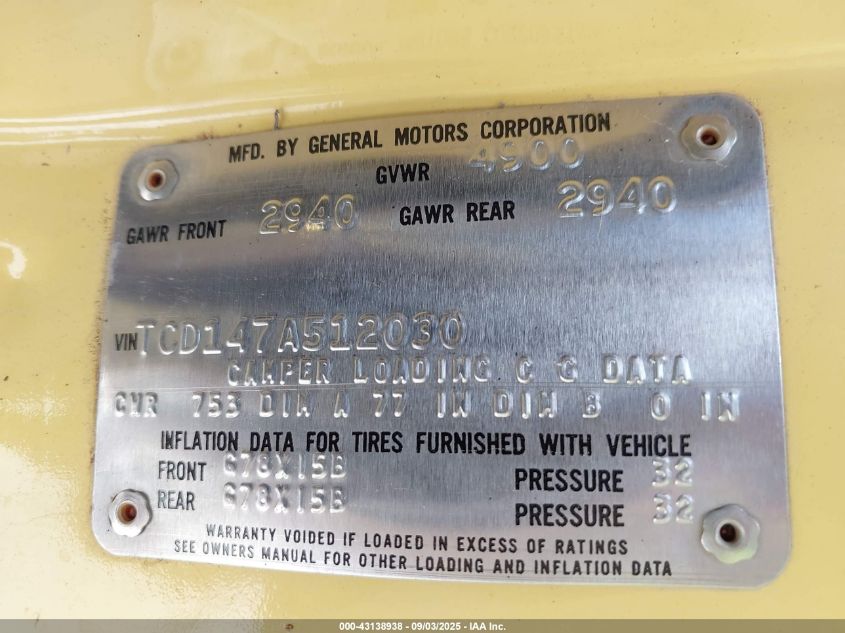 MFD. BY GENERAL MOTORS CORPORATION
GVWR 4900
GAWR FRONT 2940 GAWR REAR 2940
VIN TCD147A512030
CAMPER LOADING C G DATA
CWR 753 DIM A 77 IN DIM B 0 IN
INFLATION DATA FOR TIRES FURNISHED WITH VEHICLE
FRONT G78X15B PRESSURE 32
REAR G78X15B PRESSURE 32
WARRANTY VOIDED IF LOADED IN EXCESS OF RATINGS
SEE OWNERS MANUAL FOR OTHER LOADING AND INFLATION DATA
000-43138938 - 09/03/2025 - IAA Inc.